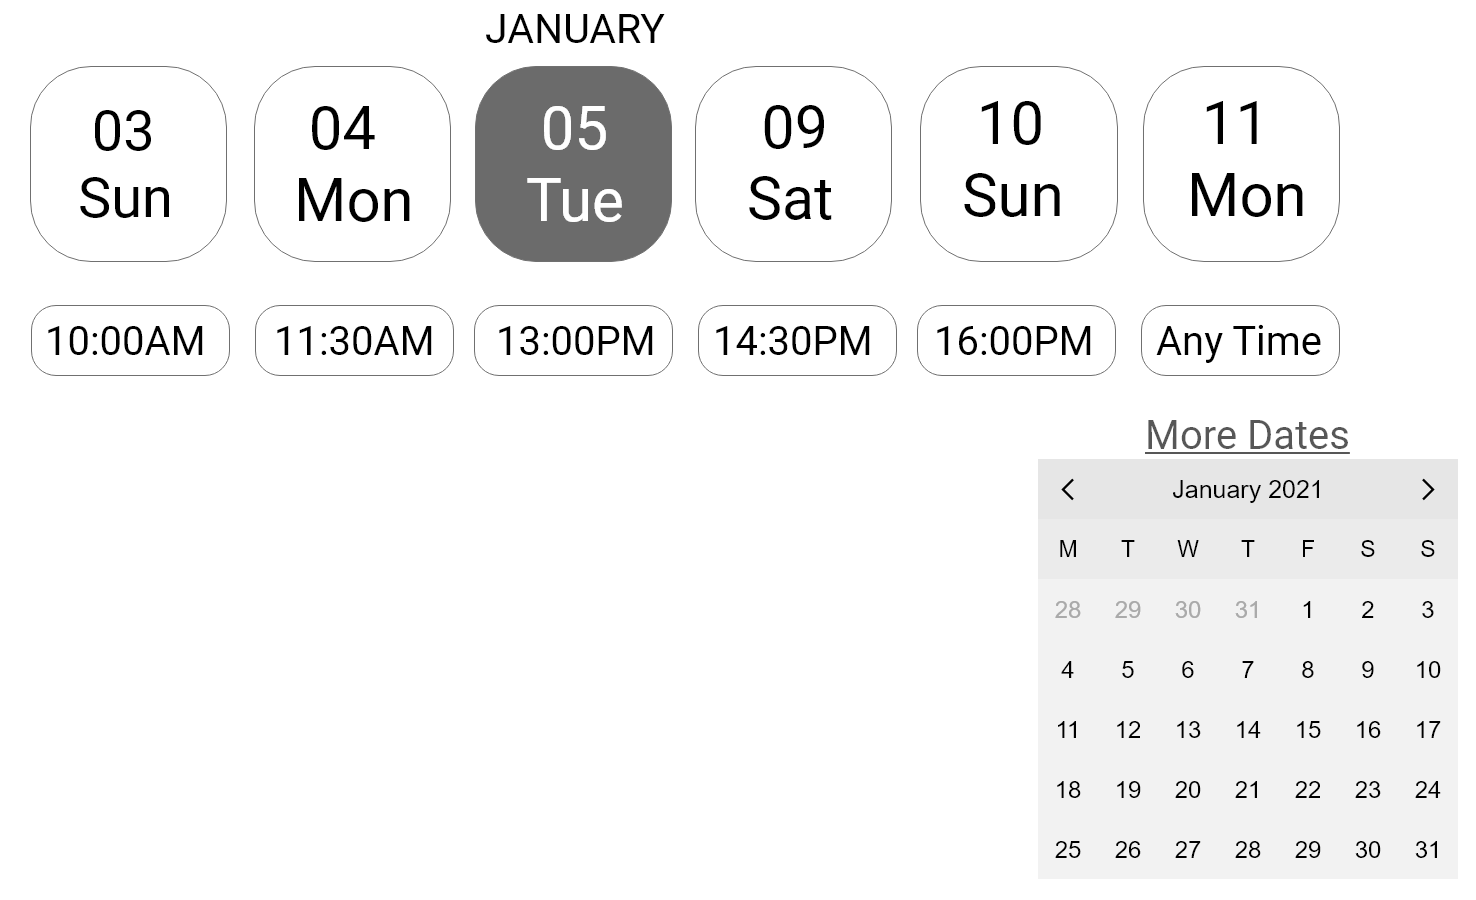 JANUARY
03 04 05 09 10 11
Sun Mon Tue Sat Sun Mon
10:00AM 11:30AM 13:00PM 14:30PM 16:00PM Any Time
More Dates
January 2021
M T W T F S S
28 29 30 31 1 2 3
4 5 6 7 8 9 10
11 12 13 14 15 16 17
18 19 20 21 22 23 24
25 26 27 28 29 30 31